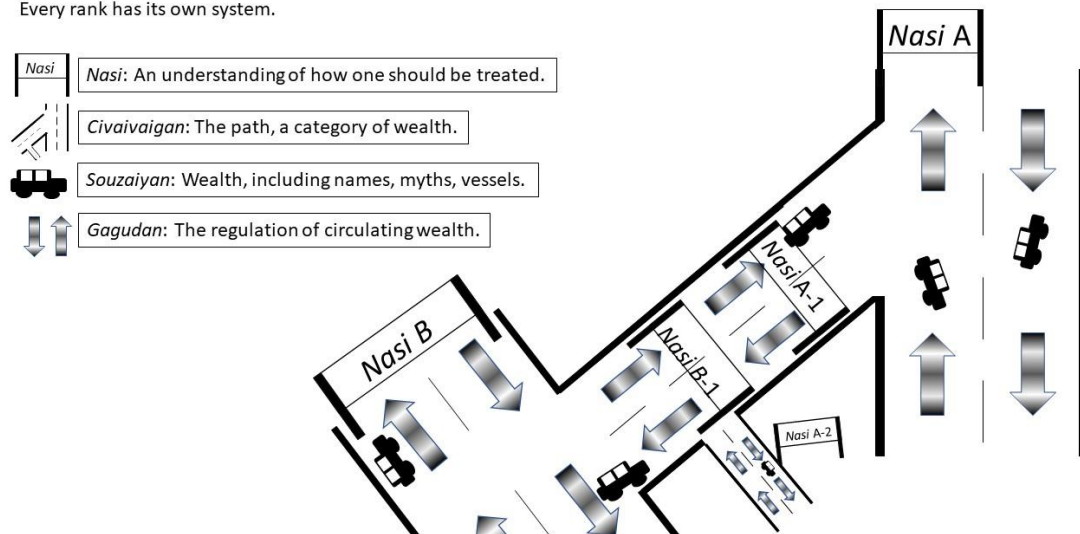 Every rank has its own system.
Nasi
Nasi: An understanding of how one should be treated.
Civaivaigan: The path, a category of wealth.
Souzaiyan: Wealth, including names, myths, vessels.
Gagudan: The regulation of circulating wealth.
Nasi A
Nasi A-1
Nasi B
Nasi B-1
Nasi A-2